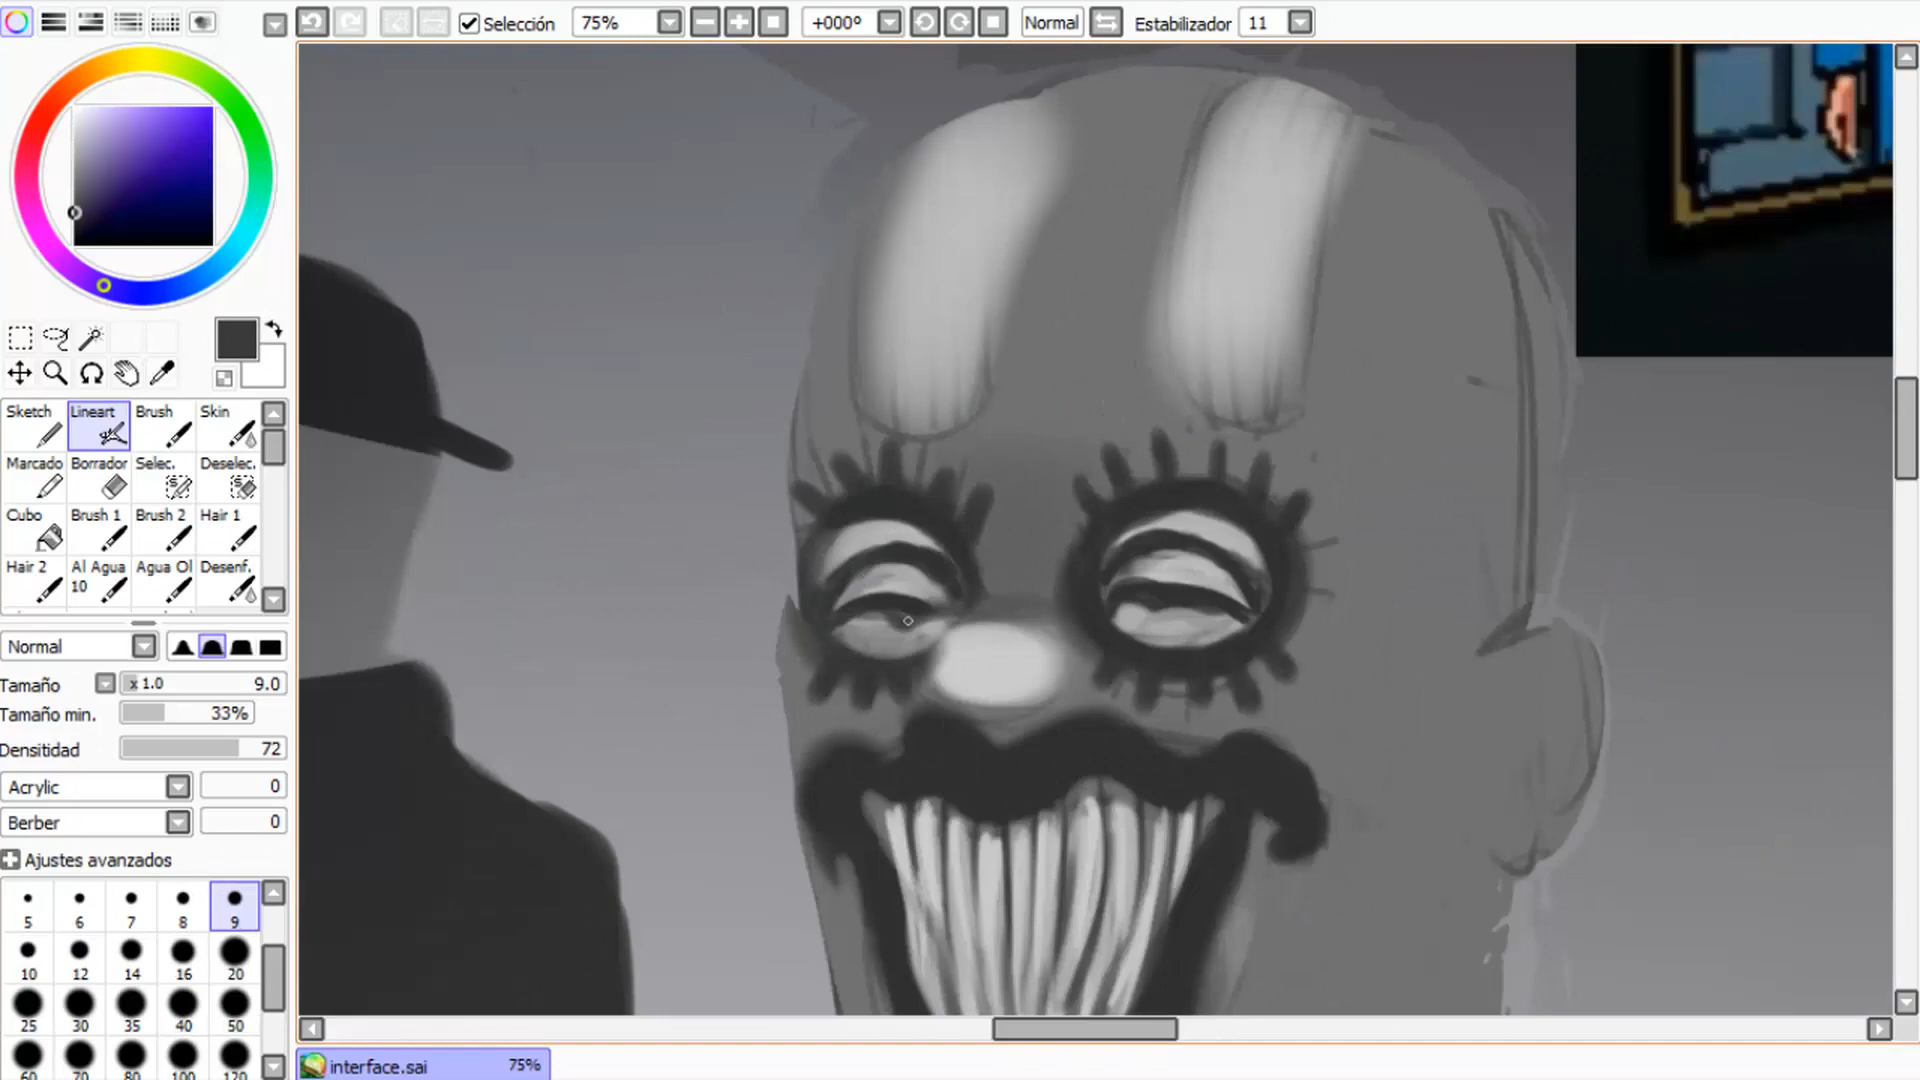 Selección 75% +000º Normal Estabilizador 11
Sketch Lineart Brush Skin
Marcado Borrador Selec. Deselec.
Cubo Brush 1 Brush 2 Hair 1
Hair 2 Al Agua 10 Agua Ol Desenf.
Normal
Tamaño x 1.0 9.0
Tamaño min. 33%
Densitidad 72
Acrylic 0
Berber 0
Ajustes avanzados
5 6 7 8 9
10 12 14 16 20
25 30 35 40 50
60 70 80 100 120
interface.sai 75%